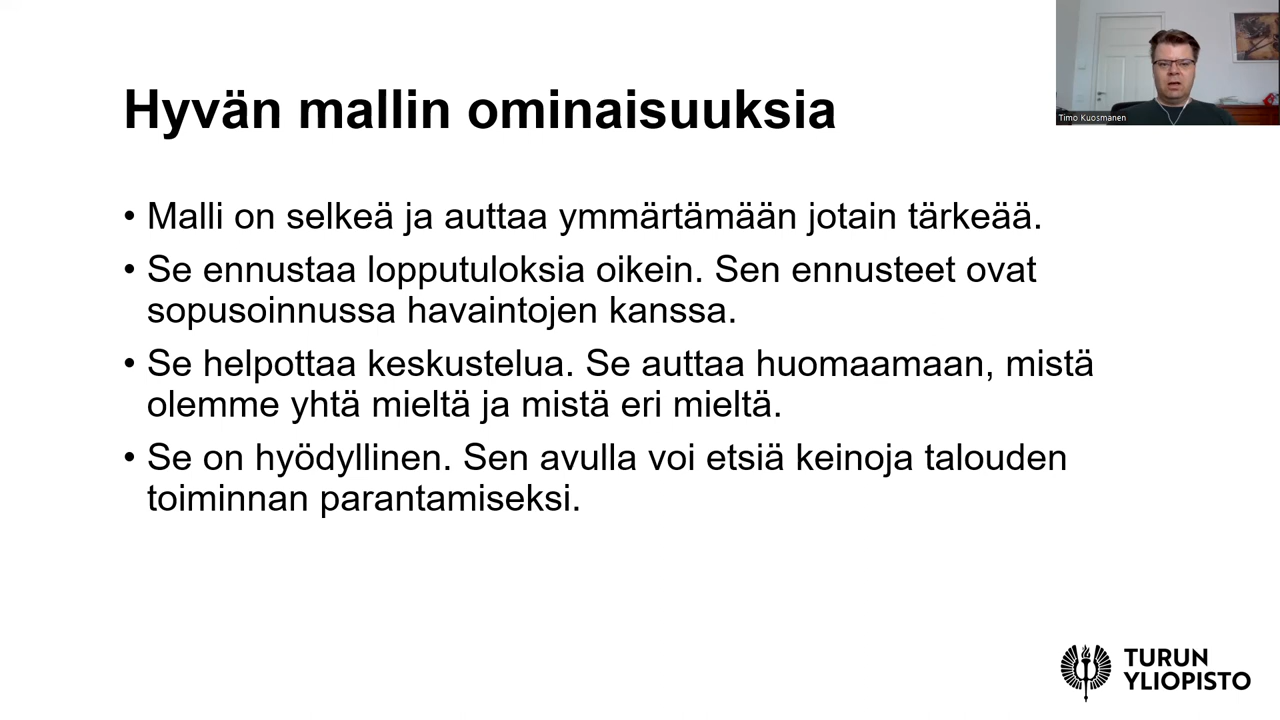 Timo Kuosmanen
Hyvän mallin ominaisuuksia
• Malli on selkeä ja auttaa ymmärtämään jotain tärkeää.
• Se ennustaa lopputuloksia oikein. Sen ennusteet ovat
sopusoinnussa havaintojen kanssa.
• Se helpottaa keskustelua. Se auttaa huomaamaan, mistä
olemme yhtä mieltä ja mistä eri mieltä.
• Se on hyödyllinen. Sen avulla voi etsiä keinoja talouden
toiminnan parantamiseksi.
TURUN
YLIOPISTO